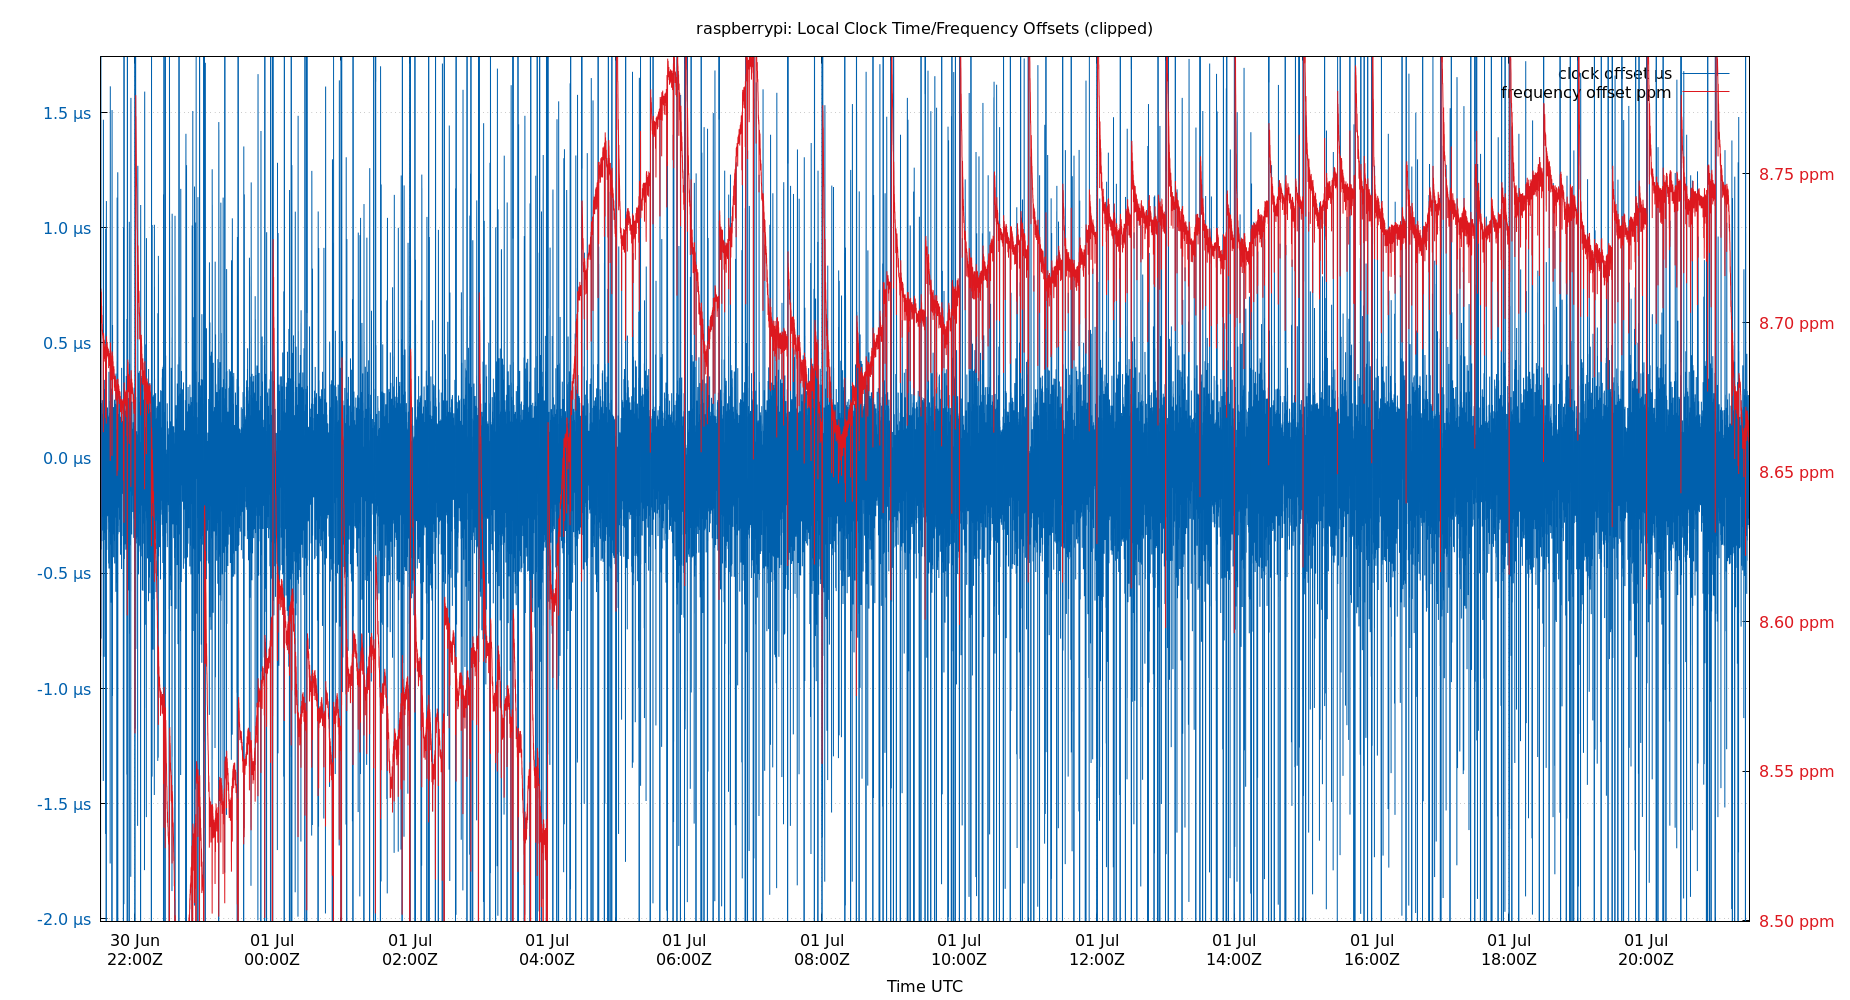 raspberrypi: Local Clock Time/Frequency Offsets (clipped)
clock offset µs
frequency offset ppm
1.5 µs
1.0 µs
0.5 µs
0.0 µs
-0.5 µs
-1.0 µs
-1.5 µs
-2.0 µs
8.75 ppm
8.70 ppm
8.65 ppm
8.60 ppm
8.55 ppm
8.50 ppm
30 Jun 01 Jul 01 Jul 01 Jul 01 Jul 01 Jul 01 Jul 01 Jul 01 Jul 01 Jul 01 Jul 01 Jul
22:00Z 00:00Z 02:00Z 04:00Z 06:00Z 08:00Z 10:00Z 12:00Z 14:00Z 16:00Z 18:00Z 20:00Z
Time UTC